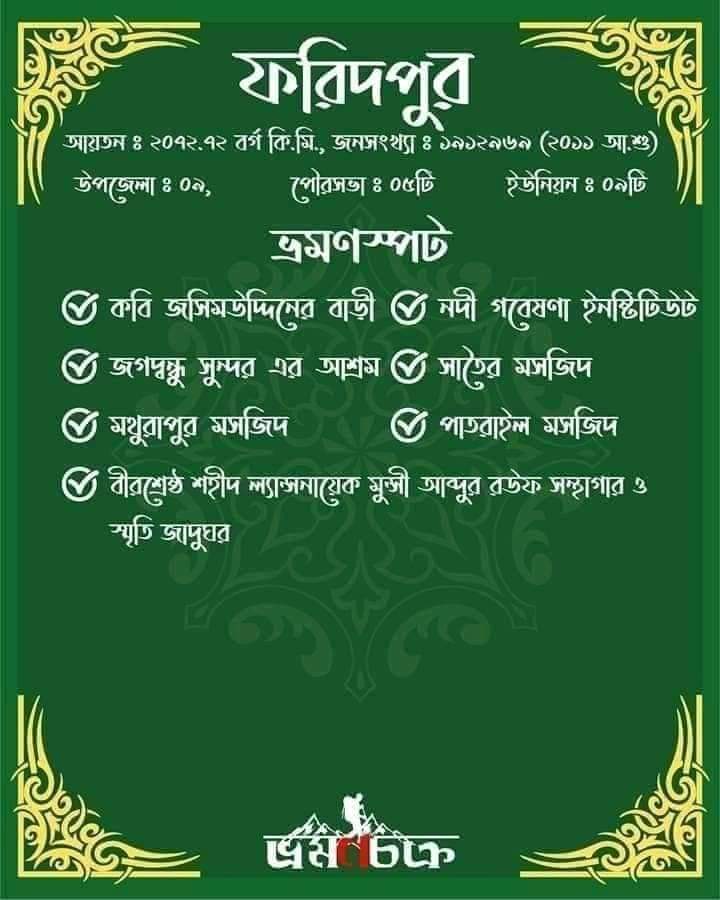 ফরিদপুর
আয়তন ঃ ২০৭২.৭২ বর্গ কি.মি., জনসংখ্যা ঃ ১৯১২৯৬৯ (২০১১ আ.শু)
উপজেলা ঃ ০৯, পৌরসভা ঃ ০৫টি ইউনিয়ন ঃ ০৯টি
ভ্রমণস্পট
কবি জসিমউদ্দিনের বাড়ী নদী গবেষণা ইনষ্টিটিউট
জগদ্বন্ধু সুন্দর এর আশ্রম সাতৈর মসজিদ
মথুরাপুর মসজিদ পাতরাইল মসজিদ
বীরশ্রেষ্ঠ শহীদ ল্যান্সনায়েক মুন্সী আব্দুর রউফ গ্রন্থাগার ও
স্মৃতি জাদুঘর
ভ্রমণচক্র